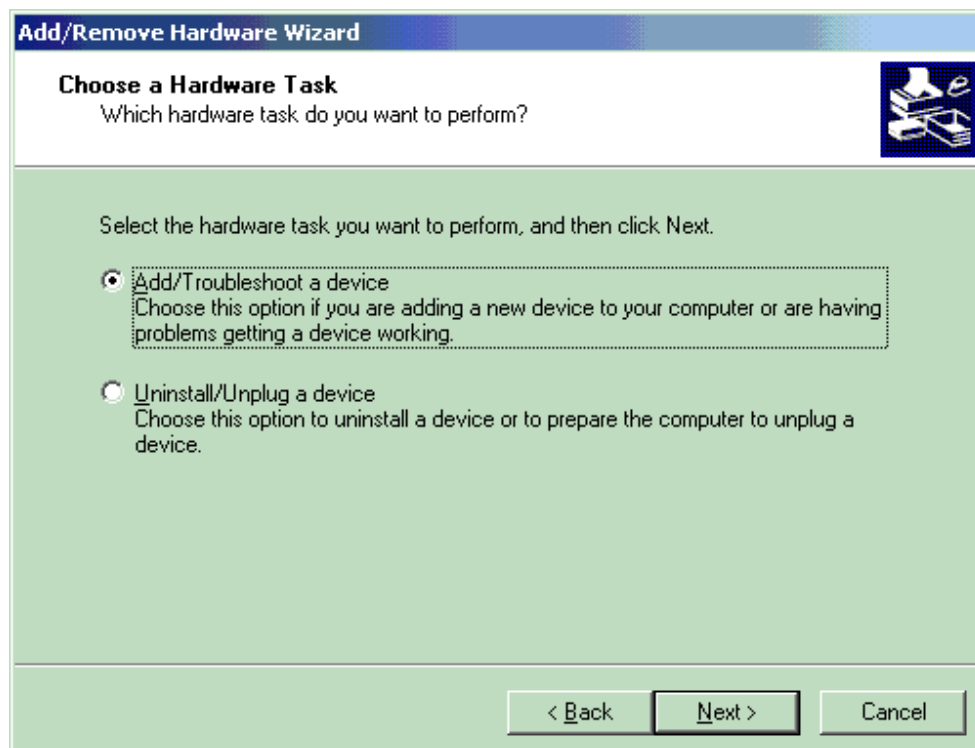 Add/Remove Hardware Wizard
Choose a Hardware Task
Which hardware task do you want to perform?
Select the hardware task you want to perform, and then click Next.
Add/Troubleshoot a device
Choose this option if you are adding a new device to your computer or are having
problems getting a device working.
Uninstall/Unplug a device
Choose this option to uninstall a device or to prepare the computer to unplug a
device.
< Back
Next >
Cancel